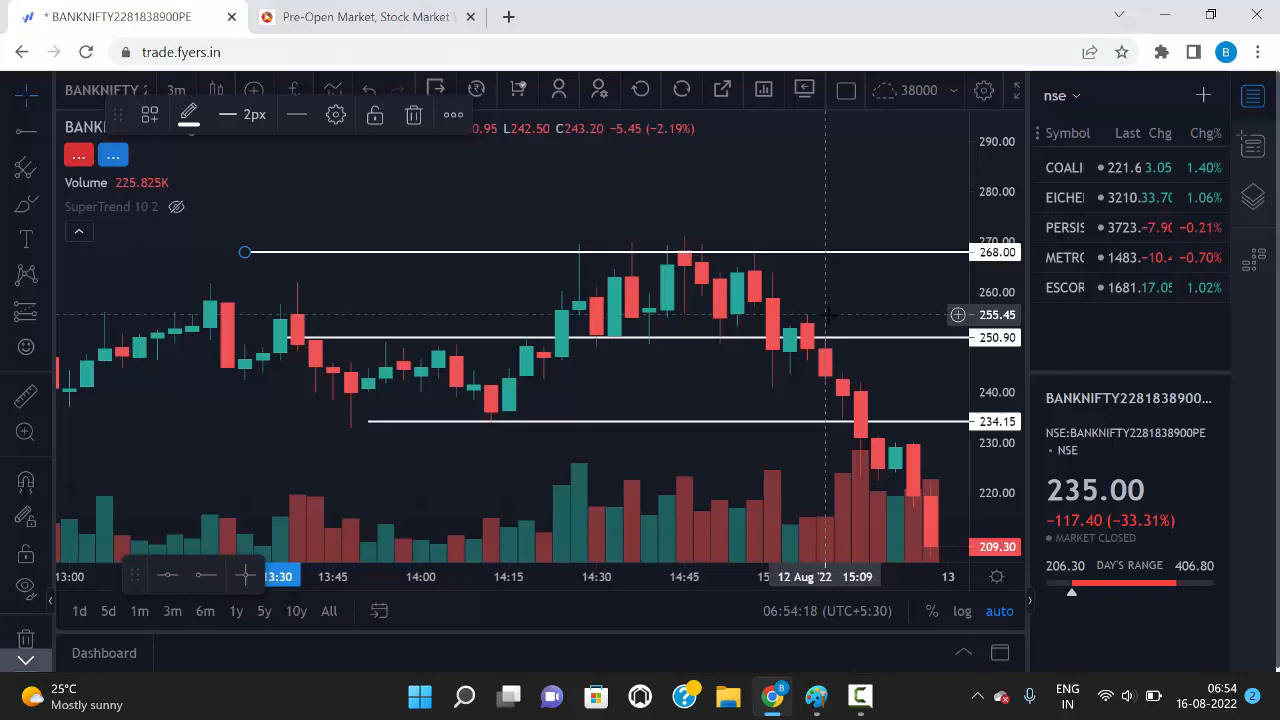 * BANKNIFTY2281838900PE
Pre-Open Market, Stock Market
trade.fyers.in
B
BANKNIFTY 2
3m
38000
nse
2px
BANK
0.95 L242.50 C243.20 -5.45 (-2.19%)
...
...
Volume 225.825K
SuperTrend 10 2
290.00
280.00
270.00
268.00
260.00
255.45
250.90
240.00
234.15
230.00
220.00
209.30
Symbol Last Chg Chg%
COALI 221.6 3.05 1.40%
EICHE 3210. 33.70 1.06%
PERSIS 3723. -7.90 -0.21%
METRO 1483. -10.4 -0.70%
ESCOR 1681. 17.05 1.02%
BANKNIFTY2281838900...
NSE:BANKNIFTY2281838900PE
• NSE
235.00
-117.40 (-33.31%)
MARKET CLOSED
206.30 DAY'S RANGE 406.80
13:00 13:30 13:45 14:00 14:15 14:30 14:45 12 Aug '22 15:09 13
1d 5d 1m 3m 6m 1y 5y 10y All
06:54:18 (UTC+5:30)
% log auto
Dashboard
25°C
Mostly sunny
ENG
IN
06:54
16-08-2022
2